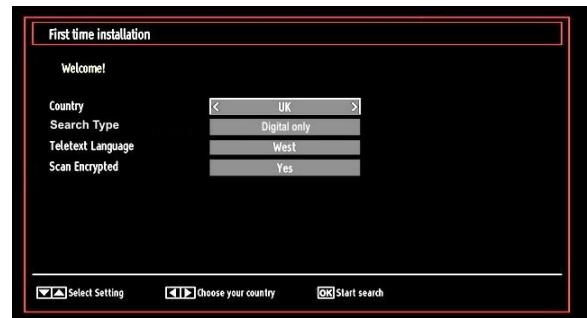 First time installation
Welcome!
Country < UK >
Search Type Digital only
Teletext Language West
Scan Encrypted Yes
Select Setting Choose your country OK Start search